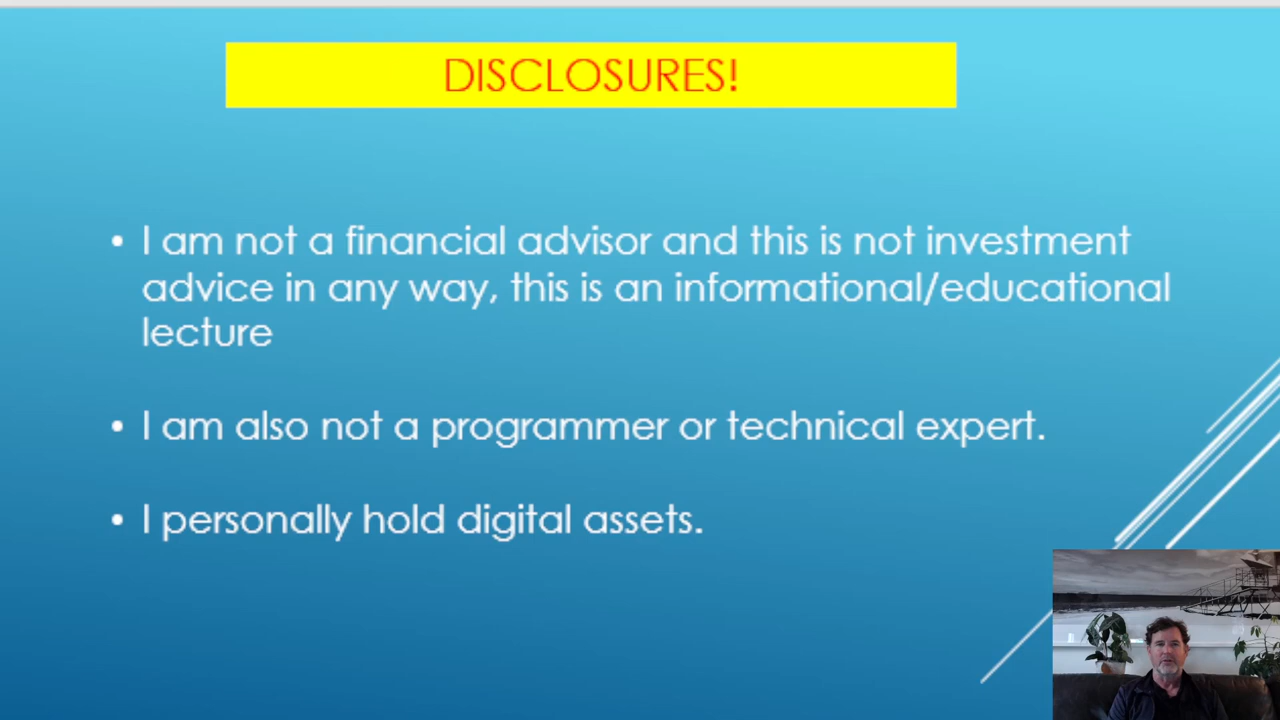 DISCLOSURES!
• I am not a financial advisor and this is not investment
advice in any way, this is an informational/educational
lecture
• I am also not a programmer or technical expert.
• I personally hold digital assets.